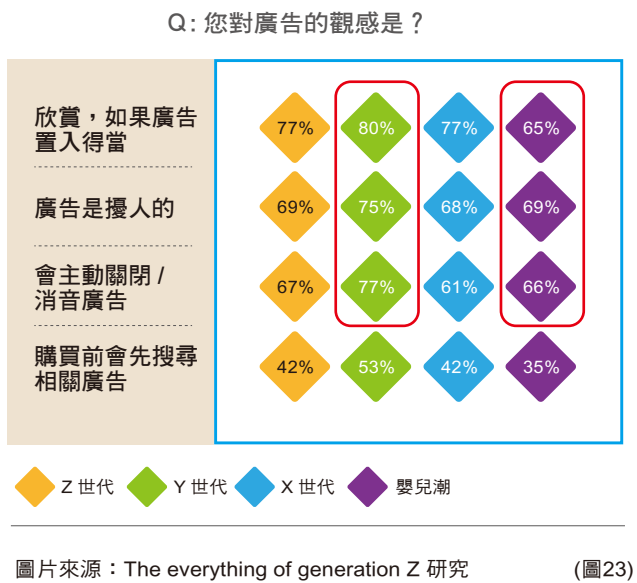 Q: 您對廣告的觀感是？
欣賞，如果廣告
置入得當
77% 80% 77% 65%
廣告是擾人的
69% 75% 68% 69%
會主動關閉 /
消音廣告
67% 77% 61% 66%
購買前會先搜尋
相關廣告
42% 53% 42% 35%
Z 世代 Y 世代 X 世代 嬰兒潮
圖片來源：The everything of generation Z 研究 (圖23)